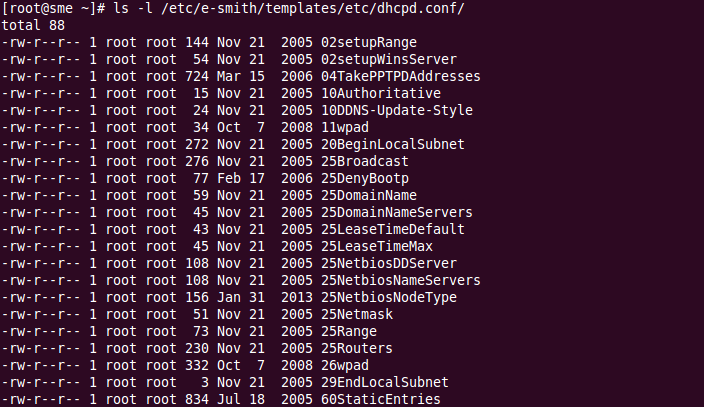 [root@sme ~]# ls -l /etc/e-smith/templates/etc/dhcpd.conf/
total 88
-rw-r--r-- 1 root root 144 Nov 21  2005 02setupRange
-rw-r--r-- 1 root root  54 Nov 21  2005 02setupWinsServer
-rw-r--r-- 1 root root 724 Mar 15  2006 04TakePPTPDAddresses
-rw-r--r-- 1 root root  15 Nov 21  2005 10Authoritative
-rw-r--r-- 1 root root  24 Nov 21  2005 10DDNS-Update-Style
-rw-r--r-- 1 root root  34 Oct  7  2008 11wpad
-rw-r--r-- 1 root root 272 Nov 21  2005 20BeginLocalSubnet
-rw-r--r-- 1 root root 276 Nov 21  2005 25Broadcast
-rw-r--r-- 1 root root  77 Feb 17  2006 25DenyBootp
-rw-r--r-- 1 root root  59 Nov 21  2005 25DomainName
-rw-r--r-- 1 root root  45 Nov 21  2005 25DomainNameServers
-rw-r--r-- 1 root root  43 Nov 21  2005 25LeaseTimeDefault
-rw-r--r-- 1 root root  45 Nov 21  2005 25LeaseTimeMax
-rw-r--r-- 1 root root 108 Nov 21  2005 25NetbiosDDServer
-rw-r--r-- 1 root root 108 Nov 21  2005 25NetbiosNameServers
-rw-r--r-- 1 root root 156 Jan 31  2013 25NetbiosNodeType
-rw-r--r-- 1 root root  51 Nov 21  2005 25Netmask
-rw-r--r-- 1 root root  73 Nov 21  2005 25Range
-rw-r--r-- 1 root root 230 Nov 21  2005 25Routers
-rw-r--r-- 1 root root 332 Oct  7  2008 26wpad
-rw-r--r-- 1 root root   3 Nov 21  2005 29EndLocalSubnet
-rw-r--r-- 1 root root 834 Jul 18  2005 60StaticEntries